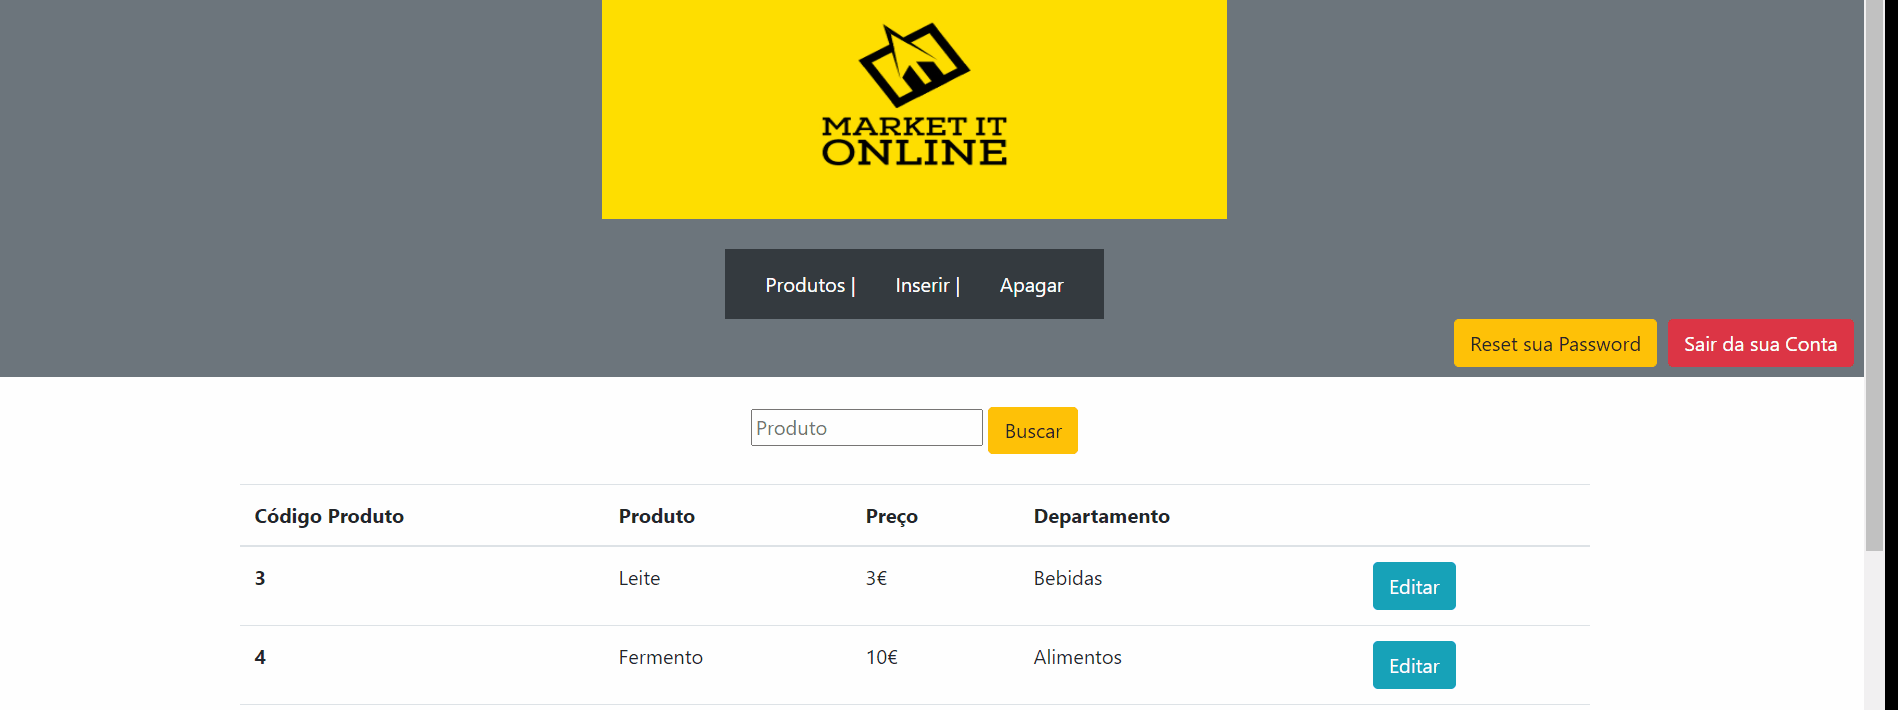 MARKET IT
ONLINE
Produtos | Inserir | Apagar
Reset sua Password Sair da sua Conta
Produto Buscar
Código Produto Produto Preço Departamento
3 Leite 3€ Bebidas Editar
4 Fermento 10€ Alimentos Editar